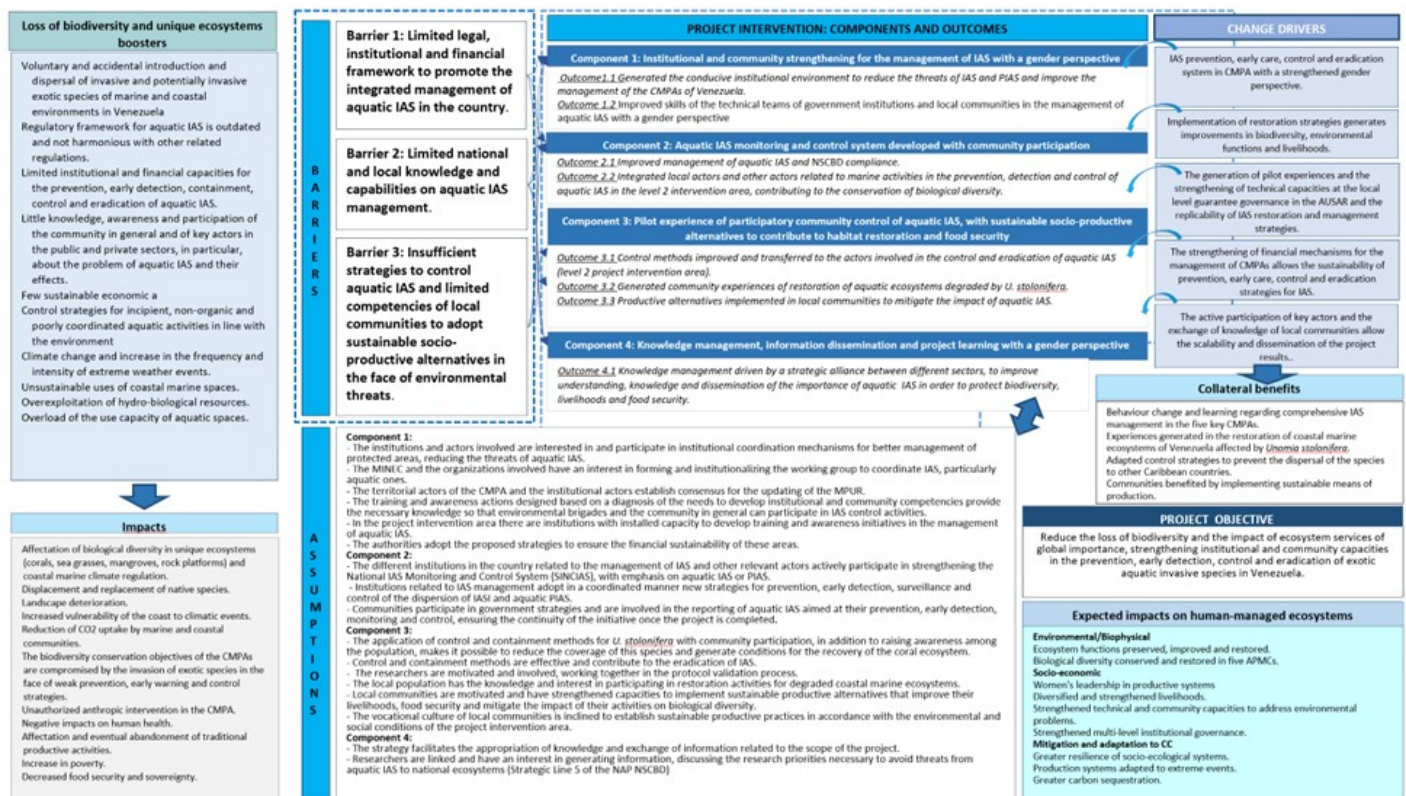 Loss of biodiversity and unique ecosystems
boosters
Voluntary and accidental introduction and
dispersal of invasive and potentially invasive
exotic species of marine and coastal
environments in Venezuela
Regulatory framework for aquatic IAS is outdated
and not harmonious with other related
regulations.
Limited institutional and financial capacities for
the prevention, early detection, containment,
control and eradication of aquatic IAS.
Little knowledge, awareness and participation of
the community in general and of key actors in
the public and private sectors, in particular,
about the problem of aquatic IAS and their
effects.
Few sustainable economic a
Control strategies for incipient, non-organic and
poorly coordinated aquatic activities in line with
the environment
Climate change and increase in the frequency and
intensity of extreme weather events.
Unsustainable uses of coastal marine spaces.
Overexploitation of hydro-biological resources.
Overload of the use capacity of aquatic spaces.
Impacts
Affectation of biological diversity in unique ecosystems
(corals, sea grasses, mangroves, rock platforms) and
coastal marine climate regulation.
Displacement and replacement of native species.
Landscape deterioration.
Increased vulnerability of the coast to climatic events.
Reduction of CO2 uptake by marine and coastal
communities.
The biodiversity conservation objectives of the CMPAs
are compromised by the invasion of exotic species in the
face of weak prevention, early warning and control
strategies.
Unauthorized anthropic intervention in the CMPA.
Negative impacts on human health.
Affectation and eventual abandonment of traditional
productive activities.
Increase in poverty.
Decreased food security and sovereignty.
BARRIERS
Barrier 1: Limited legal,
institutional and financial
framework to promote the
integrated management of
aquatic IAS in the country.
Barrier 2: Limited national
and local knowledge and
capabilities on aquatic IAS
management.
Barrier 3: Insufficient
strategies to control
aquatic IAS and limited
competencies of local
communities to adopt
sustainable socio-
productive alternatives in
the face of environmental
threats.
PROJECT INTERVENTION: COMPONENTS AND OUTCOMES
Component 1: Institutional and community strengthening for the management of IAS with a gender perspective
Outcome1.1 Generated the conducive institutional environment to reduce the threats of IAS and PIAS and improve the
management of the CMPAs of Venezuela.
Outcome 1.2 Improved skills of the technical teams of government institutions and local communities in the management of
aquatic IAS with a gender perspective
Component 2: Aquatic IAS monitoring and control system developed with community participation
Outcome 2.1 Improved management of aquatic IAS and NSCBD compliance.
Outcome 2.2 Integrated local actors and other actors related to marine activities in the prevention, detection and control of
aquatic IAS in the level 2 intervention area, contributing to the conservation of biological diversity.
Component 3: Pilot experience of participatory community control of aquatic IAS, with sustainable socio-productive
alternatives to contribute to habitat restoration and food security
Outcome 3.1 Control methods improved and transferred to the actors involved in the control and eradication of aquatic IAS
(level 2 project intervention area).
Outcome 3.2 Generated community experiences of restoration of aquatic ecosystems degraded by U. stolonifera.
Outcome 3.3 Productive alternatives implemented in local communities to mitigate the impact of aquatic IAS.
Component 4: Knowledge management, information dissemination and project learning with a gender perspective
Outcome 4.1 Knowledge management driven by a strategic alliance between different sectors, to improve
understanding, knowledge and dissemination of the importance of aquatic IAS in order to protect biodiversity,
livelihoods and food security.
CHANGE DRIVERS
IAS prevention, early care, control and eradication
system in CMPA with a strengthened gender
perspective.
Implementation of restoration strategies generates
improvements in biodiversity, environmental
functions and livelihoods.
The generation of pilot experiences and the
strengthening of technical capacities at the local
level guarantee governance in the AUSAR and the
replicability of IAS restoration and management
strategies.
The strengthening of financial mechanisms for the
management of CMPAs allows the sustainability of
prevention, early care, control and eradication
strategies for IAS.
The active participation of key actors and the
exchange of knowledge of local communities allow
the scalability and dissemination of the project
results..
Collateral benefits
Behaviour change and learning regarding comprehensive IAS
management in the five key CMPAs.
Experiences generated in the restoration of coastal marine
ecosystems of Venezuela affected by Unomia stolonifera.
Adapted control strategies to prevent the dispersal of the species
to other Caribbean countries.
Communities benefited by implementing sustainable means of
production.
ASSUMPTIONS
Component 1:
- The institutions and actors involved are interested in and participate in institutional coordination mechanisms for better management of
protected areas, reducing the threats of aquatic IAS.
- The MINEC and the organizations involved have an interest in forming and institutionalizing the working group to coordinate IAS, particularly
aquatic ones.
- The territorial actors of the CMPA and the institutional actors establish consensus for the updating of the MPUR.
- The training and awareness actions designed based on a diagnosis of the needs to develop institutional and community competencies provide
the necessary knowledge so that environmental brigades and the community in general can participate in IAS control activities.
- In the project intervention area there are institutions with installed capacity to develop training and awareness initiatives in the management
of aquatic IAS.
- The authorities adopt the proposed strategies to ensure the financial sustainability of these areas.
Component 2:
- The different institutions in the country related to the management of IAS and other relevant actors actively participate in strengthening the
National IAS Monitoring and Control System (SINCIAS), with emphasis on aquatic IAS or PIAS.
- Institutions related to IAS management adopt in a coordinated manner new strategies for prevention, early detection, surveillance and
control of the dispersion of IASI and aquatic PIAS.
- Communities participate in government strategies and are involved in the reporting of aquatic IAS aimed at their prevention, early detection,
monitoring and control, ensuring the continuity of the initiative once the project is completed.
Component 3:
- The application of control and containment methods for U. stolonifera with community participation, in addition to raising awareness among
the population, makes it possible to reduce the coverage of this species and generate conditions for the recovery of the coral ecosystem.
- Control and containment methods are effective and contribute to the eradication of IAS.
- The researchers are motivated and involved, working together in the protocol validation process.
- The local population has the knowledge and interest in participating in restoration activities for degraded coastal marine ecosystems.
- Local communities are motivated and have strengthened capacities to implement sustainable productive alternatives that improve their
livelihoods, food security and mitigate the impact of their activities on biological diversity.
- The vocational culture of local communities is inclined to establish sustainable productive practices in accordance with the environmental and
social conditions of the project intervention area.
Component 4:
- The strategy facilitates the appropriation of knowledge and exchange of information related to the scope of the project.
- Researchers are linked and have an interest in generating information, discussing the research priorities necessary to avoid threats from
aquatic IAS to national ecosystems (Strategic Line 5 of the NAP NSCBD)
PROJECT OBJECTIVE
Reduce the loss of biodiversity and the impact of ecosystem services of
global importance, strengthening institutional and community capacities
in the prevention, early detection, control and eradication of exotic
aquatic invasive species in Venezuela.
Expected impacts on human-managed ecosystems
Environmental/Biophysical
Ecosystem functions preserved, improved and restored.
Biological diversity conserved and restored in five APMCs.
Socio-economic
Women's leadership in productive systems
Diversified and strengthened livelihoods.
Strengthened technical and community capacities to address environmental
problems.
Strengthened multi-level institutional governance.
Mitigation and adaptation to CC
Greater resilience of socio-ecological systems.
Production systems adapted to extreme events.
Greater carbon sequestration.